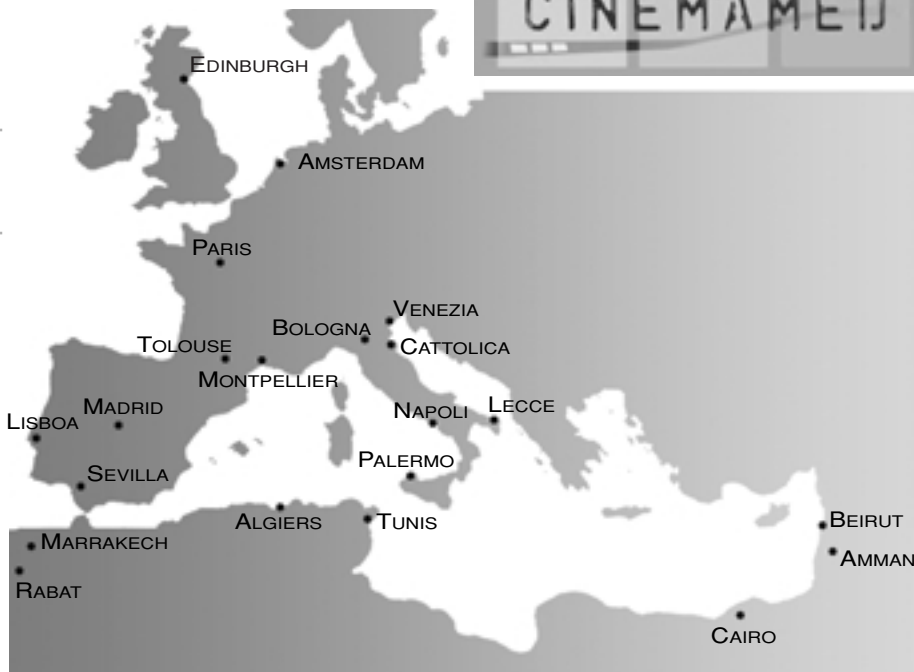 CINEMAMED
EDINBURGH
AMSTERDAM
PARIS
VENEZIA
BOLOGNA
CATTOLICA
TOLOUSE
MONTPELLIER
MADRID
LISBOA
NAPOLI
LECCE
PALERMO
SEVILLA
ALGIERS
TUNIS
BEIRUT
MARRAKECH
AMMAN
RABAT
CAIRO